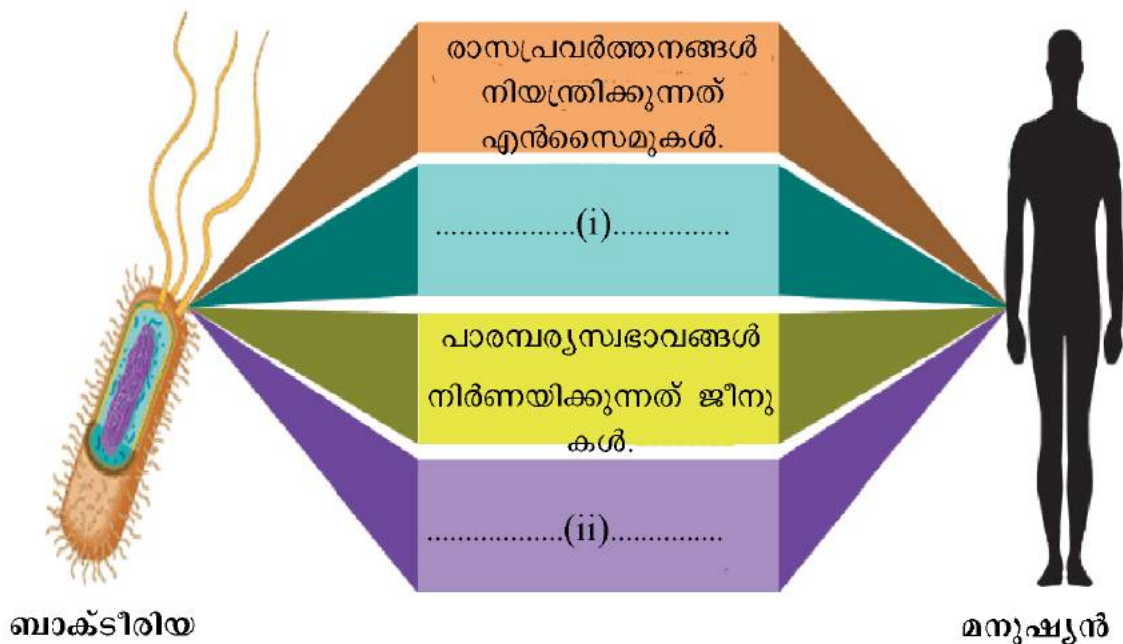 രാസപ്രവർത്തനങ്ങൾ
നിയന്ത്രിക്കുന്നത്
എൻസൈമുകൾ.
..................(i)...............
പാരമ്പര്യസ്വഭാവങ്ങൾ
നിർണയിക്കുന്നത് ജീനു
കൾ.
..................(ii)...............
ബാക്ടീരിയ
മനുഷ്യൻ